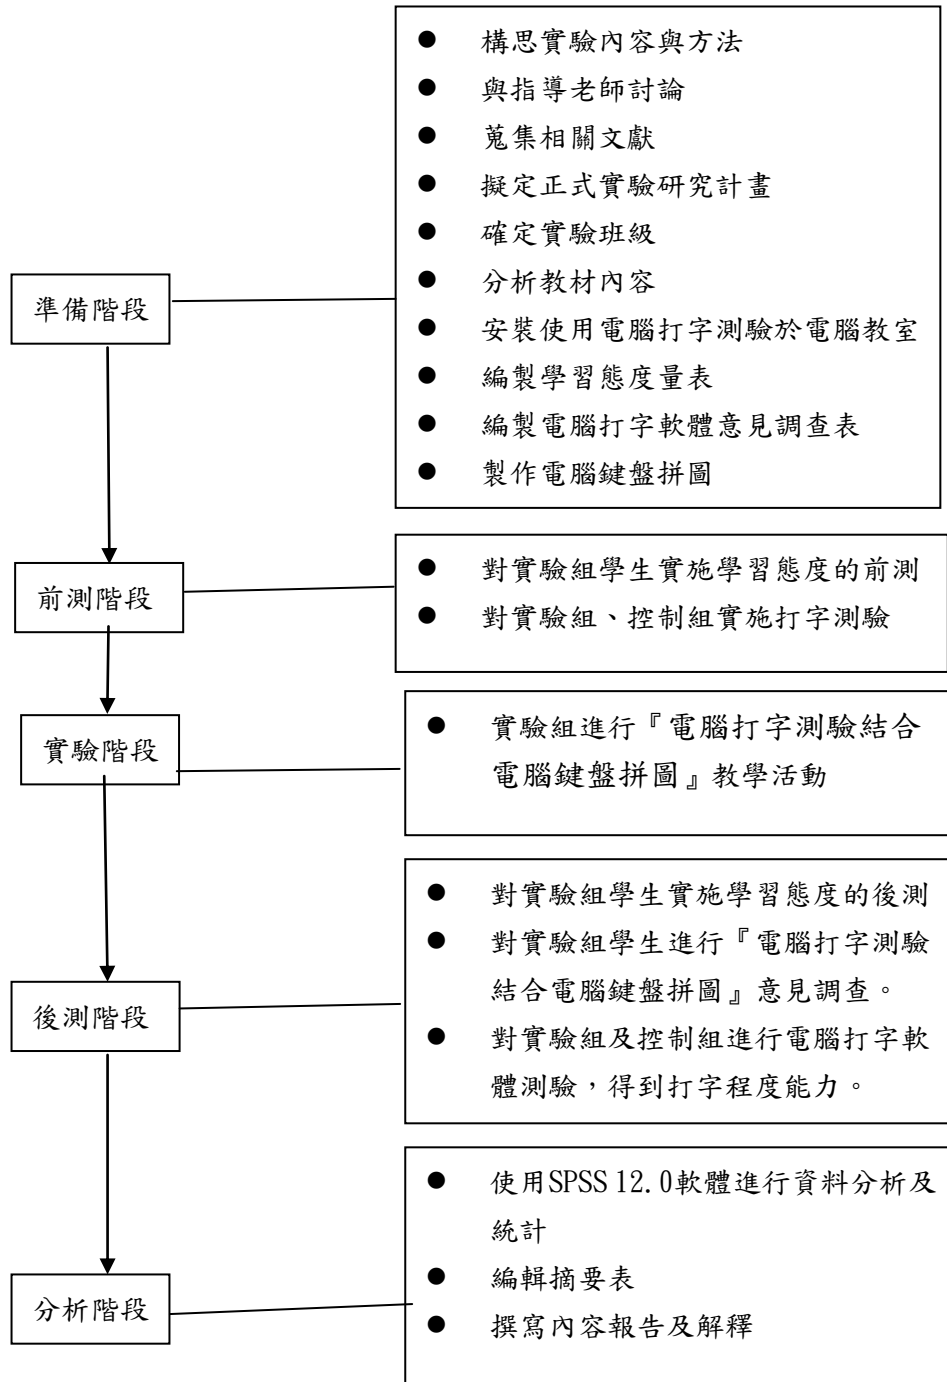 ● 構思實驗內容與方法
● 與指導老師討論
● 蒐集相關文獻
● 擬定正式實驗研究計畫
● 確定實驗班級
● 分析教材內容
準備階段
● 安裝使用電腦打字測驗於電腦教室
● 編製學習態度量表
● 編製電腦打字軟體意見調查表
● 製作電腦鍵盤拼圖
前測階段
● 對實驗組學生實施學習態度的前測
● 對實驗組、控制組實施打字測驗
實驗階段
● 實驗組進行『電腦打字測驗結合
電腦鍵盤拼圖』教學活動
後測階段
● 對實驗組學生實施學習態度的後測
● 對實驗組學生進行『電腦打字測驗
結合電腦鍵盤拼圖』意見調查。
● 對實驗組及控制組進行電腦打字軟
體測驗，得到打字程度能力。
分析階段
● 使用SPSS 12.0軟體進行資料分析及
統計
● 編輯摘要表
● 撰寫內容報告及解釋